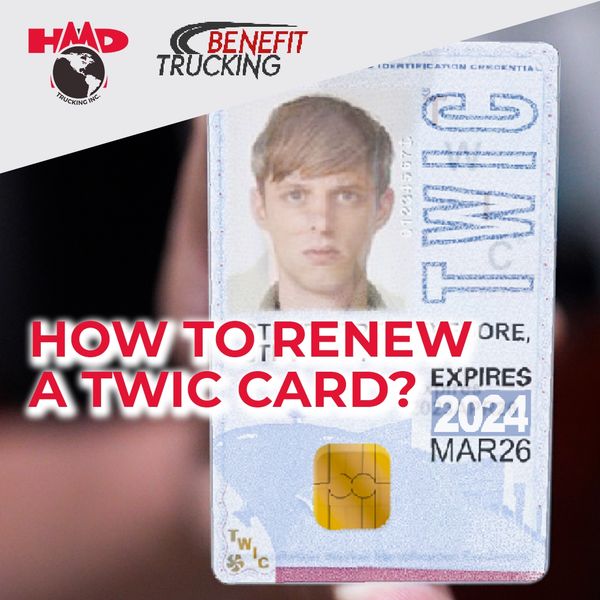 HMD
TRUCKING INC.
BENEFIT
TRUCKING
IDENTIFICATION CREDENTIAL
TWIC
HOW TO RENEW
ORE,
A TWIC CARD?
EXPIRES
2024
MAR26
TWIC